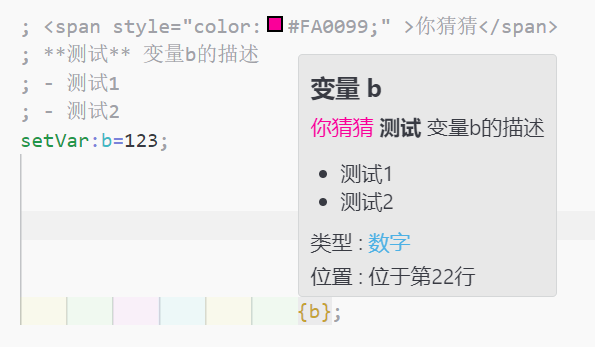 ; <span style="color:#FA0099;" >你猜猜</span>
; **测试** 变量b的描述
; - 测试1
; - 测试2
setVar:b=123;
变量 b
你猜猜 测试 变量b的描述
测试1
测试2
类型 : 数字
位置 : 位于第22行
{b};